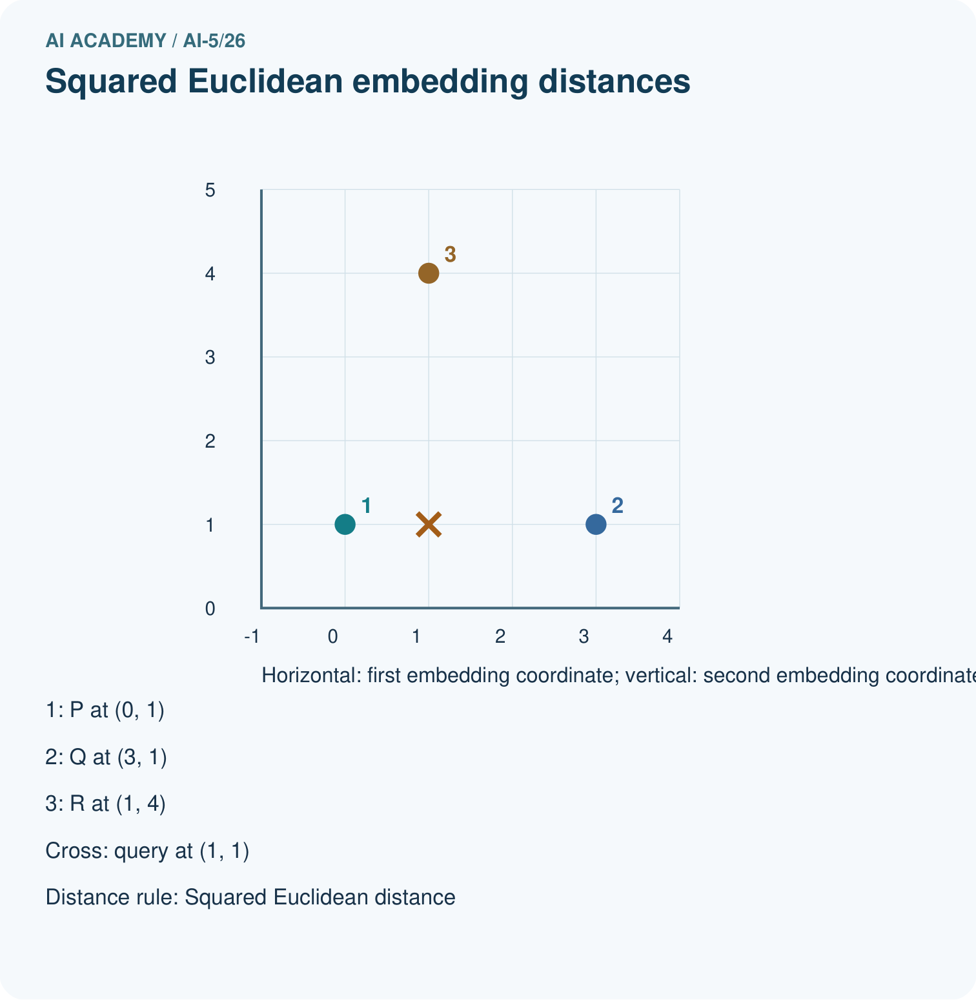 AI ACADEMY / AI-5/26
Squared Euclidean embedding distances
5
3
4
3
2
1
2
1
0
-1 0 1 2 3 4
Horizontal: first embedding coordinate; vertical: second embedding coordinate
1: P at (0, 1)
2: Q at (3, 1)
3: R at (1, 4)
Cross: query at (1, 1)
Distance rule: Squared Euclidean distance